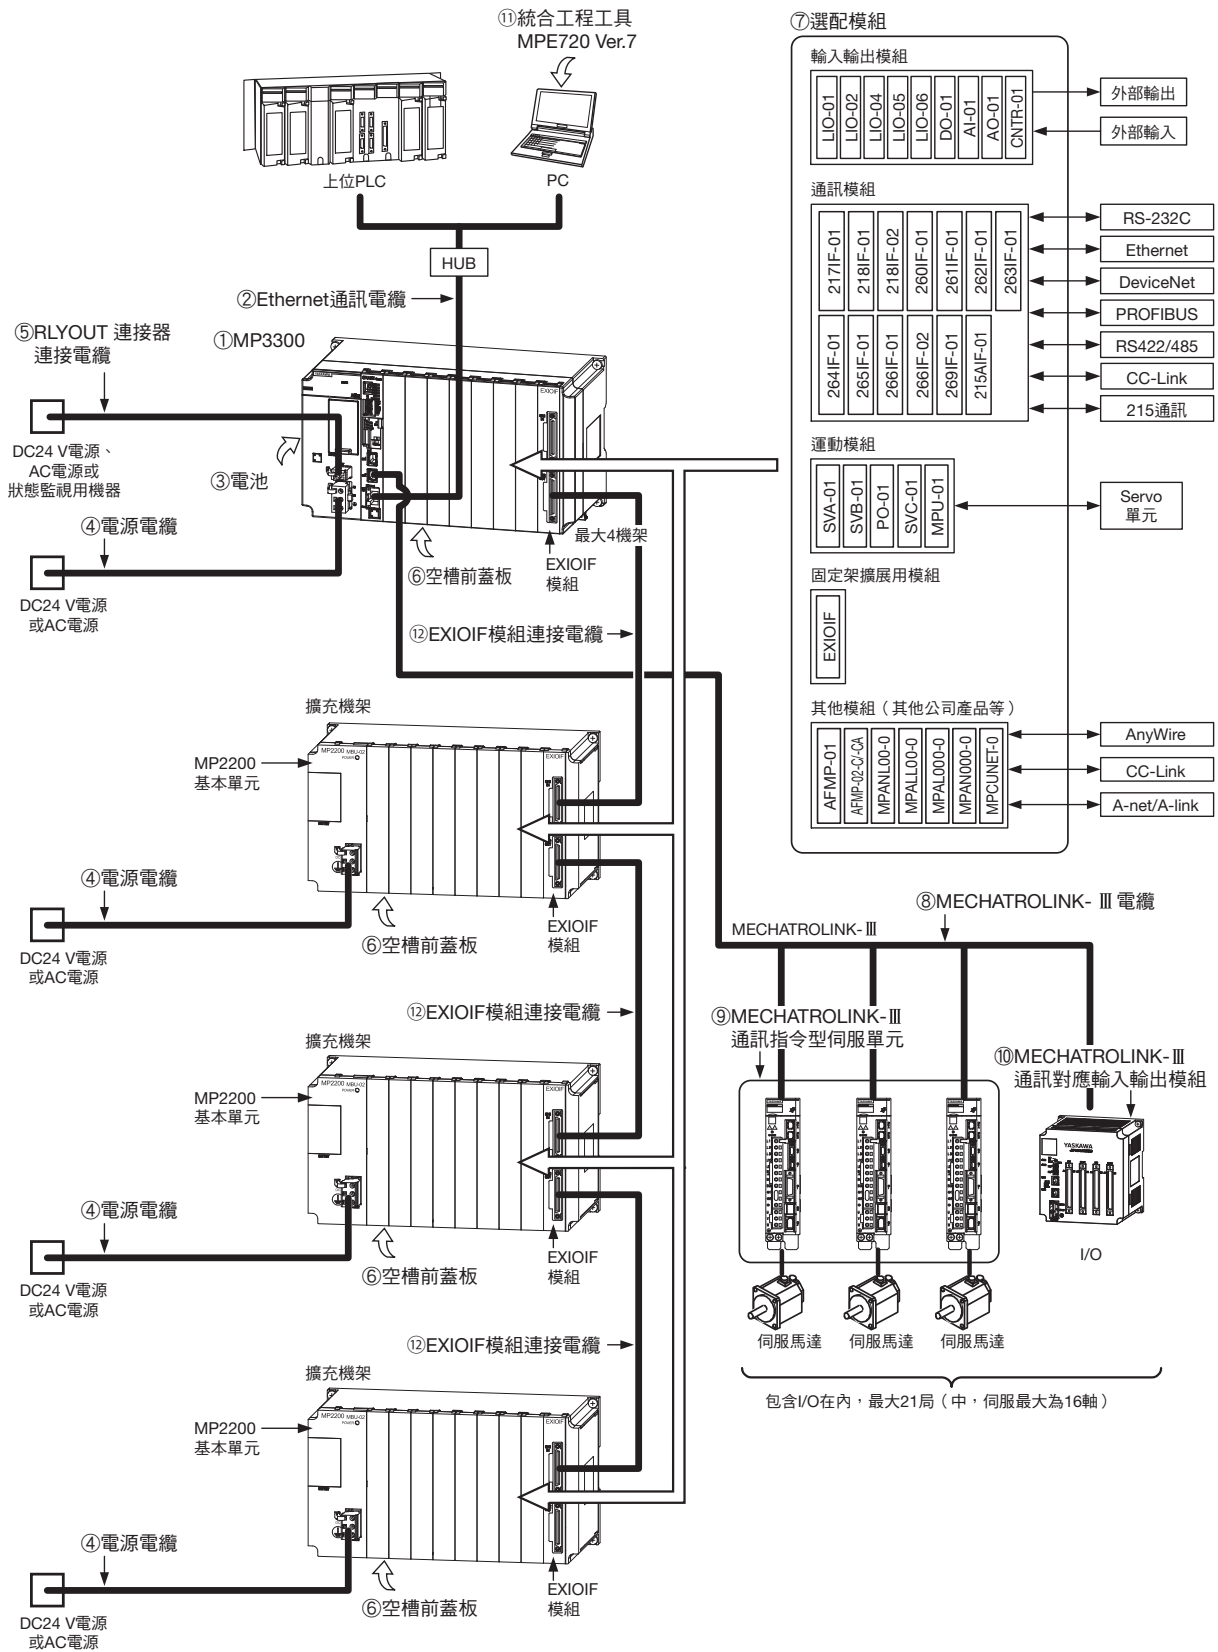 ⑪統合工程工具
MPE720 Ver.7
上位PLC
PC
HUB
②Ethernet通訊電纜
⑤RLYOUT 連接器
連接電纜
①MP3300
EXIOIF
DC24 V電源、
AC電源或
狀態監視用機器
③電池
④電源電纜
DC24 V電源
或AC電源
⑥空槽前蓋板
最大4機架
EXIOIF
模組
⑫EXIOIF模組連接電纜
擴充機架
MP2200 MBU-02
POWER
EXIOIF
MP2200
基本單元
④電源電纜
DC24 V電源
或AC電源
⑥空槽前蓋板
EXIOIF
模組
⑫EXIOIF模組連接電纜
擴充機架
MP2200 MBU-02
POWER
EXIOIF
MP2200
基本單元
④電源電纜
DC24 V電源
或AC電源
⑥空槽前蓋板
EXIOIF
模組
⑫EXIOIF模組連接電纜
擴充機架
MP2200 MBU-02
POWER
EXIOIF
MP2200
基本單元
④電源電纜
DC24 V電源
或AC電源
⑥空槽前蓋板
EXIOIF
模組
⑦選配模組
輸入輸出模組
LIO-01
LIO-02
LIO-04
LIO-05
LIO-06
DO-01
AI-01
AO-01
CNTR-01
外部輸出
外部輸入
通訊模組
217IF-01
218IF-01
218IF-02
260IF-01
261IF-01
262IF-01
263IF-01
264IF-01
265IF-01
266IF-01
266IF-02
269IF-01
215AIF-01
RS-232C
Ethernet
DeviceNet
PROFIBUS
RS422/485
CC-Link
215通訊
運動模組
SVA-01
SVB-01
PO-01
SVC-01
MPU-01
Servo
單元
固定架擴展用模組
EXIOIF
其他模組（其他公司產品等）
AFMP-01
AFMP-02-C/-CA
MPANL00-0
MPALL00-0
MPAL000-0
MPAN000-0
MPCUNET-0
AnyWire
CC-Link
A-net/A-link
⑧MECHATROLINK-Ⅲ電纜
MECHATROLINK-Ⅲ
⑨MECHATROLINK-Ⅲ
通訊指令型伺服單元
⑩MECHATROLINK-Ⅲ
通訊對應輸入輸出模組
YASKAWA
I/O
伺服馬達
伺服馬達
伺服馬達
包含I/O在內，最大21局（中，伺服最大為16軸）